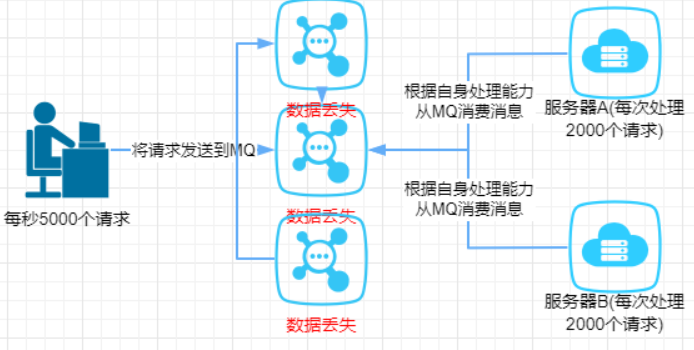 数据丢失
根据自身处理能力
从MQ消费消息
服务器A(每次处理
2000个请求)
将请求发送到MQ
每秒5000个请求
数据丢失
根据自身处理能力
从MQ消费消息
数据丢失
服务器B(每次处理
2000个请求)